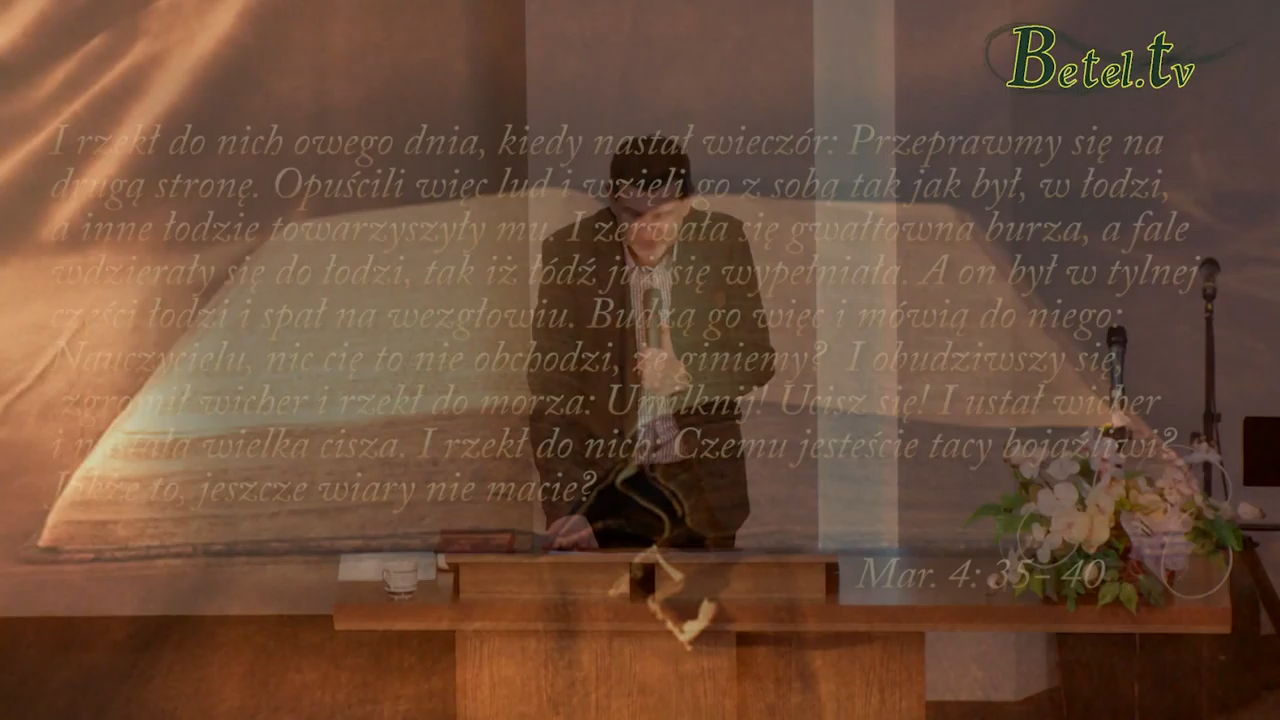 Betel.tv
I rzekł do nich owego dnia, kiedy nastał wieczór: Przeprawmy się na
drugą stronę. Opuścili więc lud i wzięli go z sobą tak jak był, w łodzi,
a inne łodzie towarzyszyły mu. I zerwała się gwałtowna burza, a fale
wdzierały się do łodzi, tak iż łódź już się wypełniała. A on był w tylnej
części łodzi i spał na wezgłowiu. Budzą go więc i mówią do niego:
Nauczycielu, nic cię to nie obchodzi, że giniemy? I obudziwszy się,
zgromił wicher i rzekł do morza: Umilknij! Ucisz się! I ustał wicher
i nastała wielka cisza. I rzekł do nich: Czemu jesteście tacy bojaźliwi?
Jakże to, jeszcze wiary nie macie?
Mar. 4: 35- 40